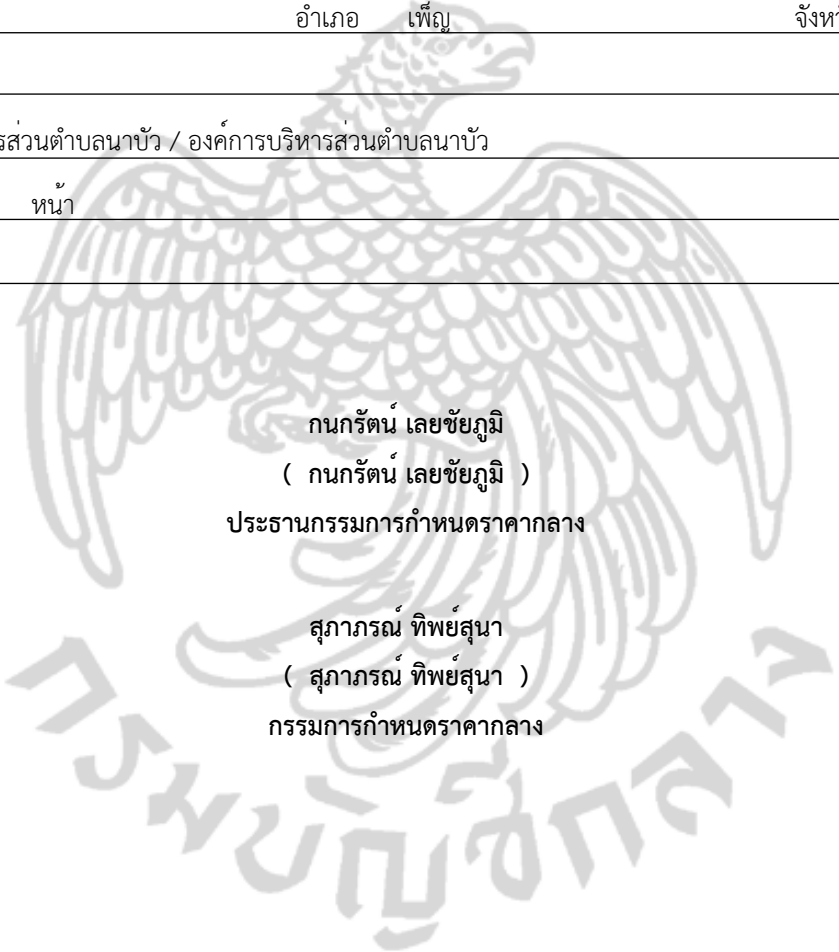 อำเภอ เพ็ญ
ส่วนตำบลนาบัว / องค์การบริหารส่วนตำบลนาบัว
หน้า
กนกรัตน์ เลยชัยภูมิ
( กนกรัตน์ เลยชัยภูมิ )
ประธานกรรมการกำหนดราคากลาง
สุภาภรณ์ ทิพย์สุนา
( สุภาภรณ์ ทิพย์สุนา )
กรรมการกำหนดราคากลาง
กรมบัญชีกลาง